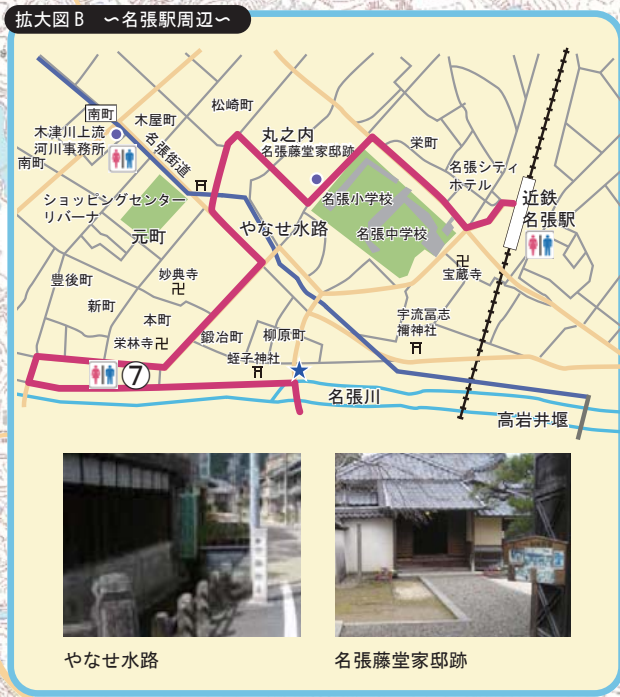 拡大図B　〜名張駅周辺〜
松崎町
南町
木屋町
丸之内
木津川上流
河川事務所
南町
名張街道
名張藤堂家邸跡
栄町
名張シティ
ホテル
ショッピングセンター
リバーナ
名張小学校
近鉄
名張駅
元町
やなせ水路
名張中学校
宝蔵寺
豊後町
妙典寺
新町
本町
栄林寺
鍛冶町
柳原町
宇流冨志
禰神社
蛭子神社
⑦
名張川
高岩井堰
やなせ水路
名張藤堂家邸跡